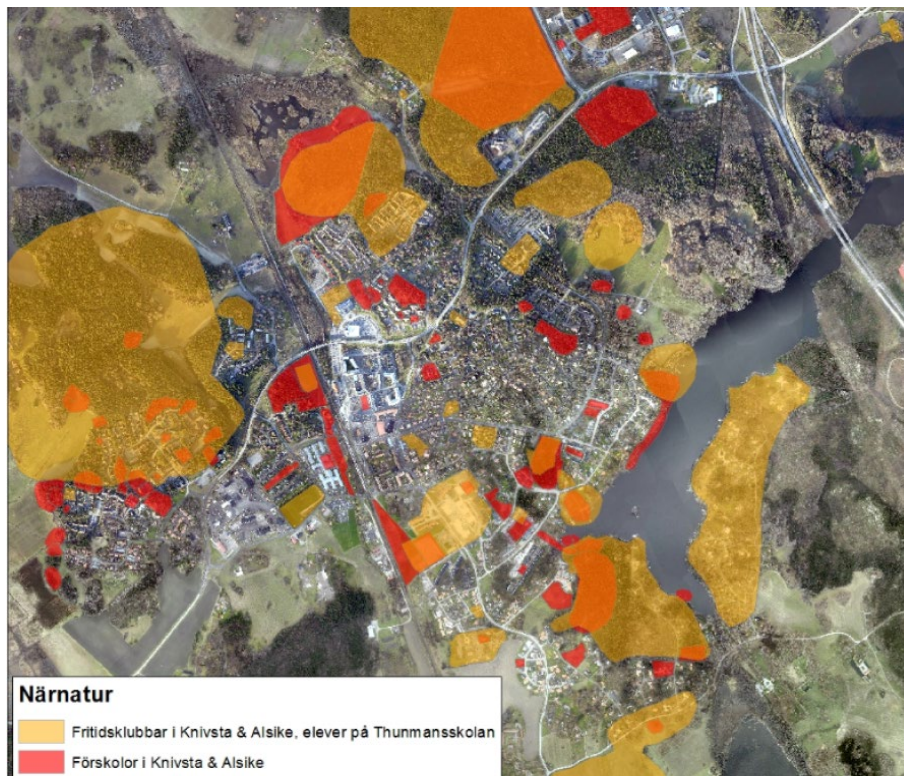 Närnatur
Fritidsklubbar i Knivsta & Alsike, elever på Thunmansskolan
Förskolor i Knivsta & Alsike